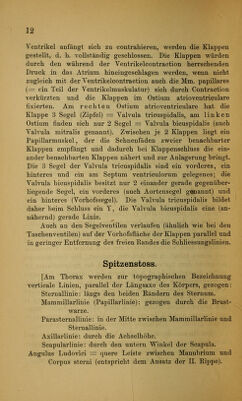 12
Ventrikel anfängt sich zu contrahieren, werden die Klappen
gestellt, d. h. vollständig geschlossen. Die Klappen würden
durch den während der Ventrikelcontraction herrschenden
Druck in das Atrium hineingeschlagen werden, wenn nicht
zugleich mit der Ventrikelcontraction auch die Mm. papillares
(= ein Teil der Ventrikelmuskulatur) sich durch Contraction
verkürzten und die Klappen im Ostium atrioventriculare
fixierten. Am rechten Ostium atrioventriculare hat die
Klappe 3 Segel (Zipfel) = Valvula tricuspidalis, am linken
Ostium finden sich nur 2 Segel = Valvula bicuspidalis (auch
Valvula mitralis genannt). Zwischen je 2 Klappen liegt ein
Papillarmuskel, der die Sehnenfäden zweier benachbarter
Klappen empfängt und dadurch bei Klappenschluss die ein-
ander benachbarten Klappen nähert und zur Anlagerung bringt.
Die 3 Segel der Valvula tricuspidalis sind ein vorderes, ein
hinteres und ein am Septum ventriculorum gelegenes; die
Valvula bicuspidalis besitzt nur 2 einander gerade gegenüber-
liegende Segel, ein vorderes (auch Aortensegel genannt) und
ein hinteres (Vorhofssegel). Die Valvula tricuspidalis bildet
daher beim Schluss ein Y, die Valvula bicuspidalis eine (an-
nähernd) gerade Linie.
Auch an den Segelventilen verlaufen (ähnlich wie bei den
Taschenventilen) auf der Vorhofsfläche der Klappen parallel und
in geringer Entfernung des freien Randes die Schliessungslinien.
Spitzenstoss.
[Am Thorax werden zur topographischen Bezeichnung
verticale Linien, parallel der Längsaxe des Körpers, gezogen:
Sternallinie: längs den beiden Rändern des Sternum.
Mammillarlinie (Papillarlinie): gezogen durch die Brust-
warze.
Parasternallinie: in der Mitte zwischen Mammillarlinie und
Sternallinie.
Axillarlinie: durch die Achselhöhle.
Scapularlinie: durch den untern Winkel der Scapula.
Angulus Ludovici = quere Leiste zwischen Manubrium und
Corpus sterni (entspricht dem Ansatz der II. Rippe).